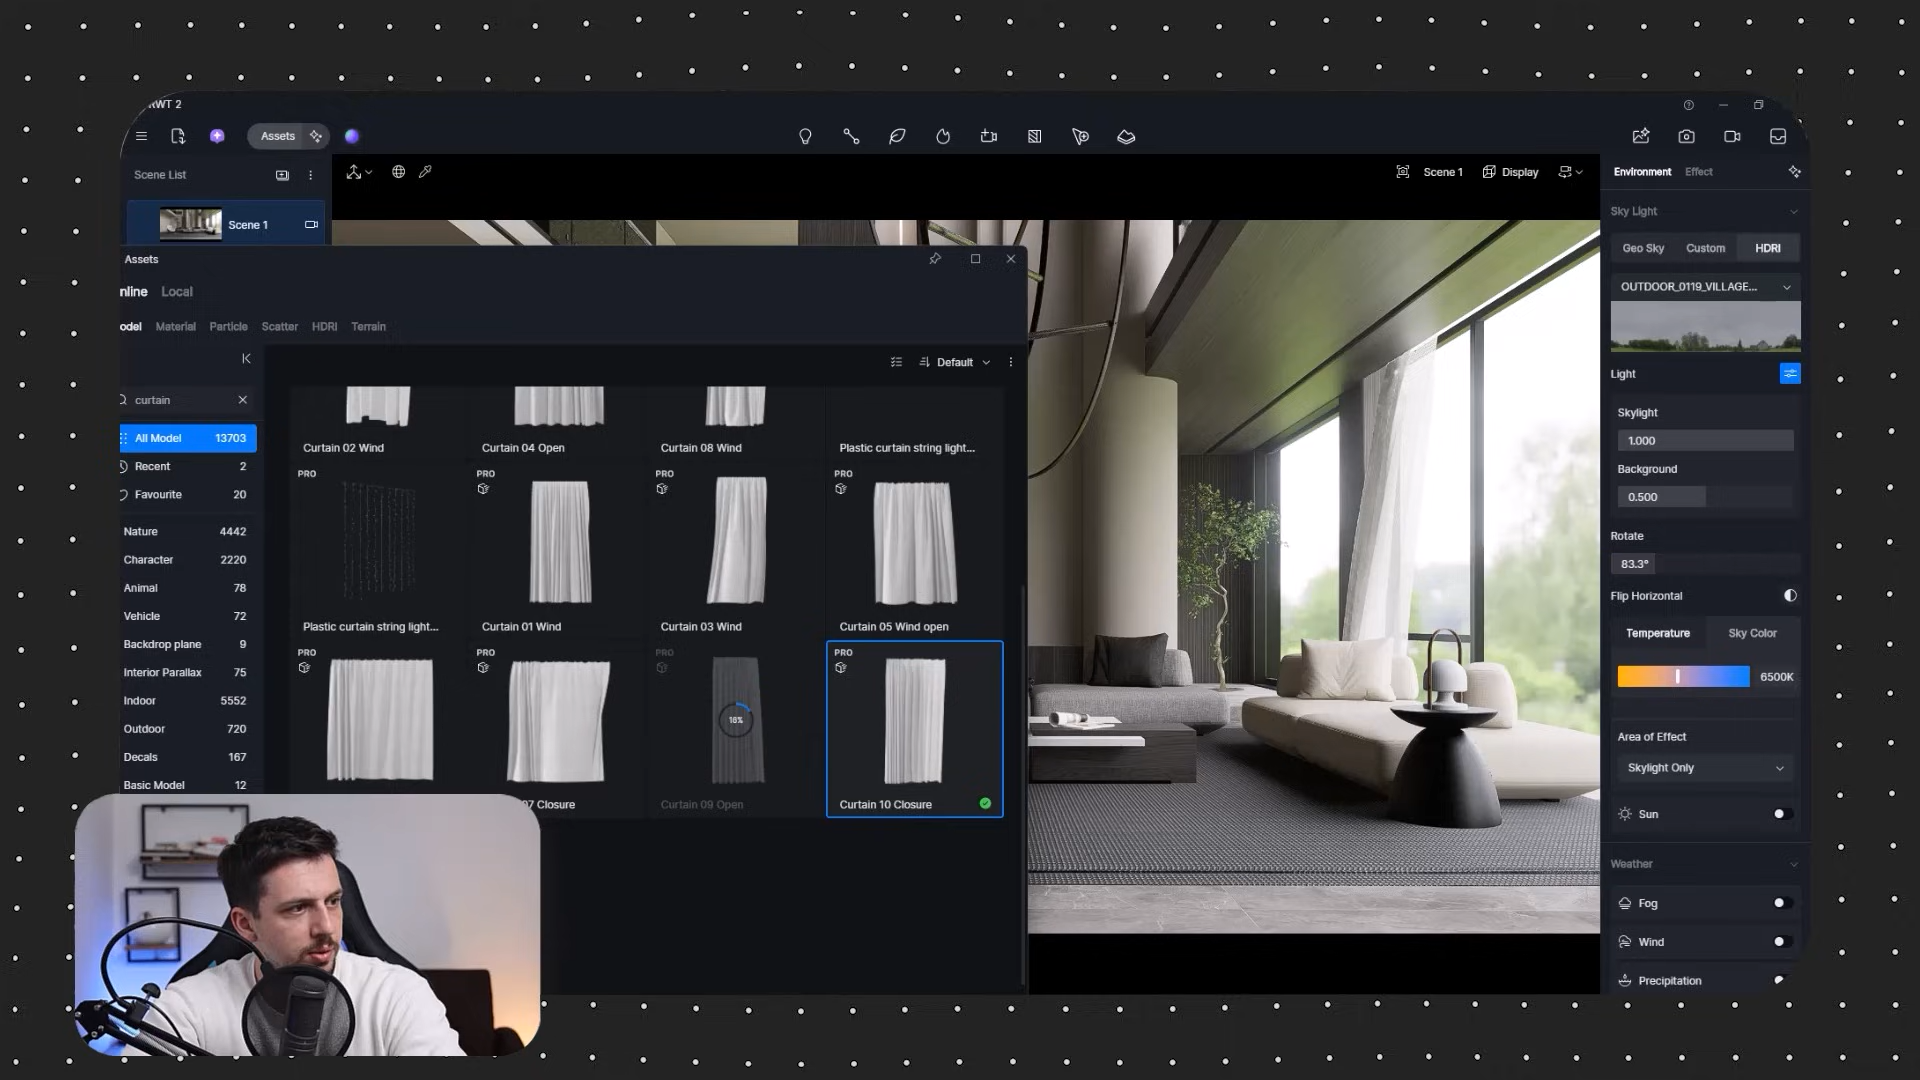 RWT 2
Assets
Scene List
Scene 1
Scene 1
Display
Environment
Effect
Sky Light
Geo Sky
Custom
HDRI
OUTDOOR_0119_VILLAGE...
Light
Skylight
1.000
Background
0.500
Rotate
83.3°
Flip Horizontal
Temperature
Sky Color
6500K
Area of Effect
Skylight Only
Sun
Weather
Fog
Wind
Precipitation
Assets
nline
Local
odel
Material
Particle
Scatter
HDRI
Terrain
Default
curtain
All Model 13703
Recent 2
Favourite 20
Nature 4442
Character 2220
Animal 78
Vehicle 72
Backdrop plane 9
Interior Parallax 75
Indoor 5552
Outdoor 720
Decals 167
Basic Model 12
Curtain 02 Wind
Curtain 04 Open
Curtain 08 Wind
Plastic curtain string light...
PRO
PRO
PRO
PRO
Plastic curtain string light...
Curtain 01 Wind
Curtain 03 Wind
Curtain 05 Wind open
PRO
PRO
PRO
PRO
16%
07 Closure
Curtain 09 Open
Curtain 10 Closure